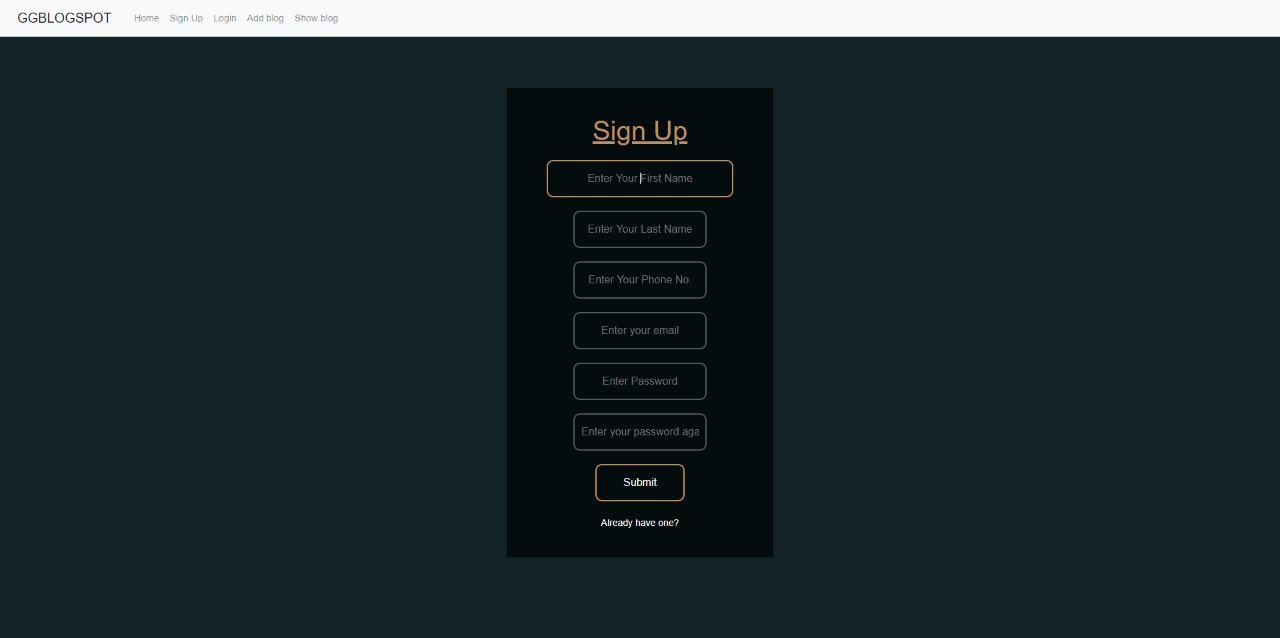 GGBLOGSPOT Home Sign Up Login Add blog Show blog
Sign Up
Enter Your First Name
Enter Your Last Name
Enter Your Phone No
Enter your email
Enter Password
Enter your password aga
Submit
Already have one?